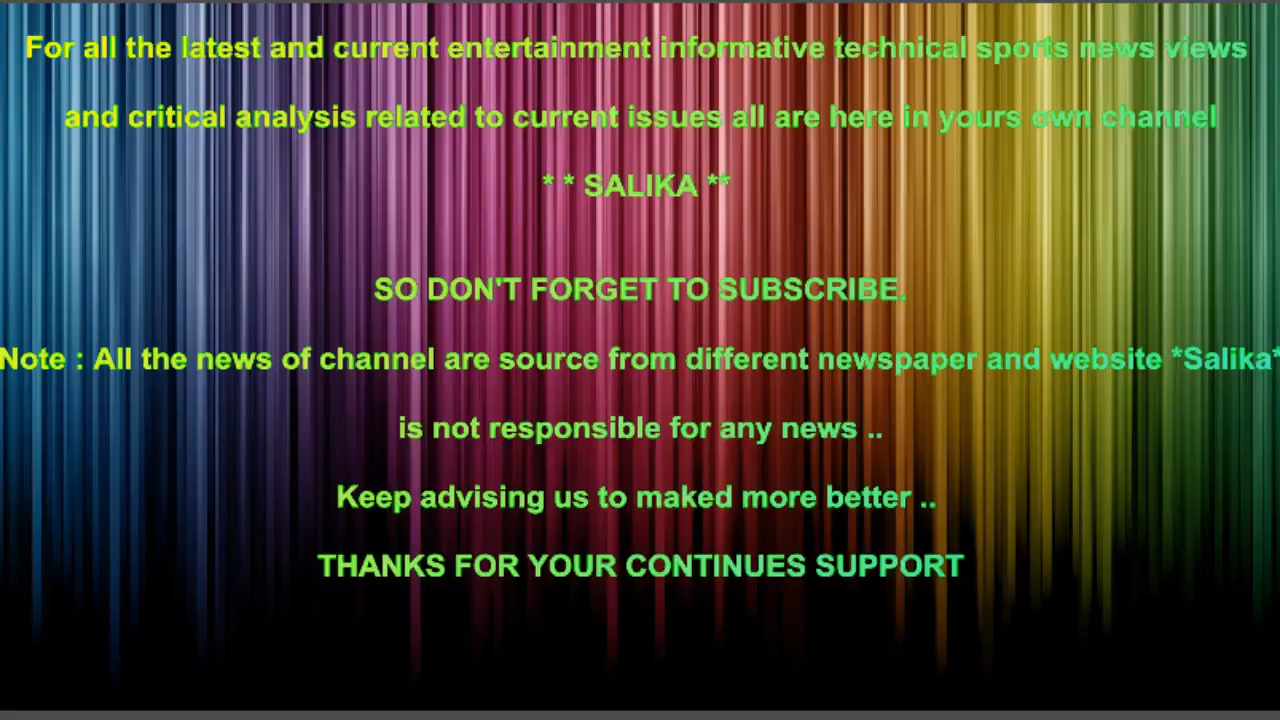 For all the latest and current entertainment informative technical sports news views
and critical analysis related to current issues all are here in yours own channel
* * SALIKA **
SO DON'T FORGET TO SUBSCRIBE.
Note : All the news of channel are source from different newspaper and website *Salika*
is not responsible for any news ..
Keep advising us to maked more better ..
THANKS FOR YOUR CONTINUES SUPPORT